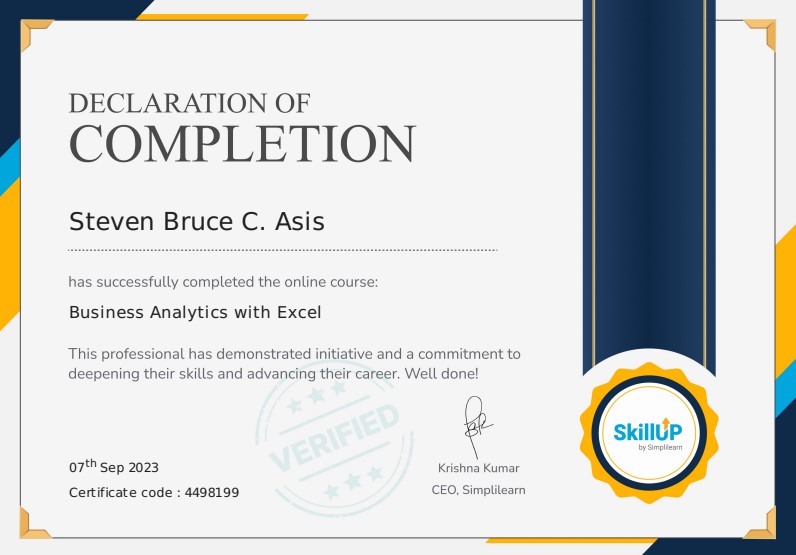 DECLARATION OF
COMPLETION
Steven Bruce C. Asis
has successfully completed the online course:
Business Analytics with Excel
This professional has demonstrated initiative and a commitment to
deepening their skills and advancing their career. Well done!
VERIFIED
07th Sep 2023
Certificate code : 4498199
Krishna Kumar
CEO, Simplilearn
SkillUP
by Simplilearn